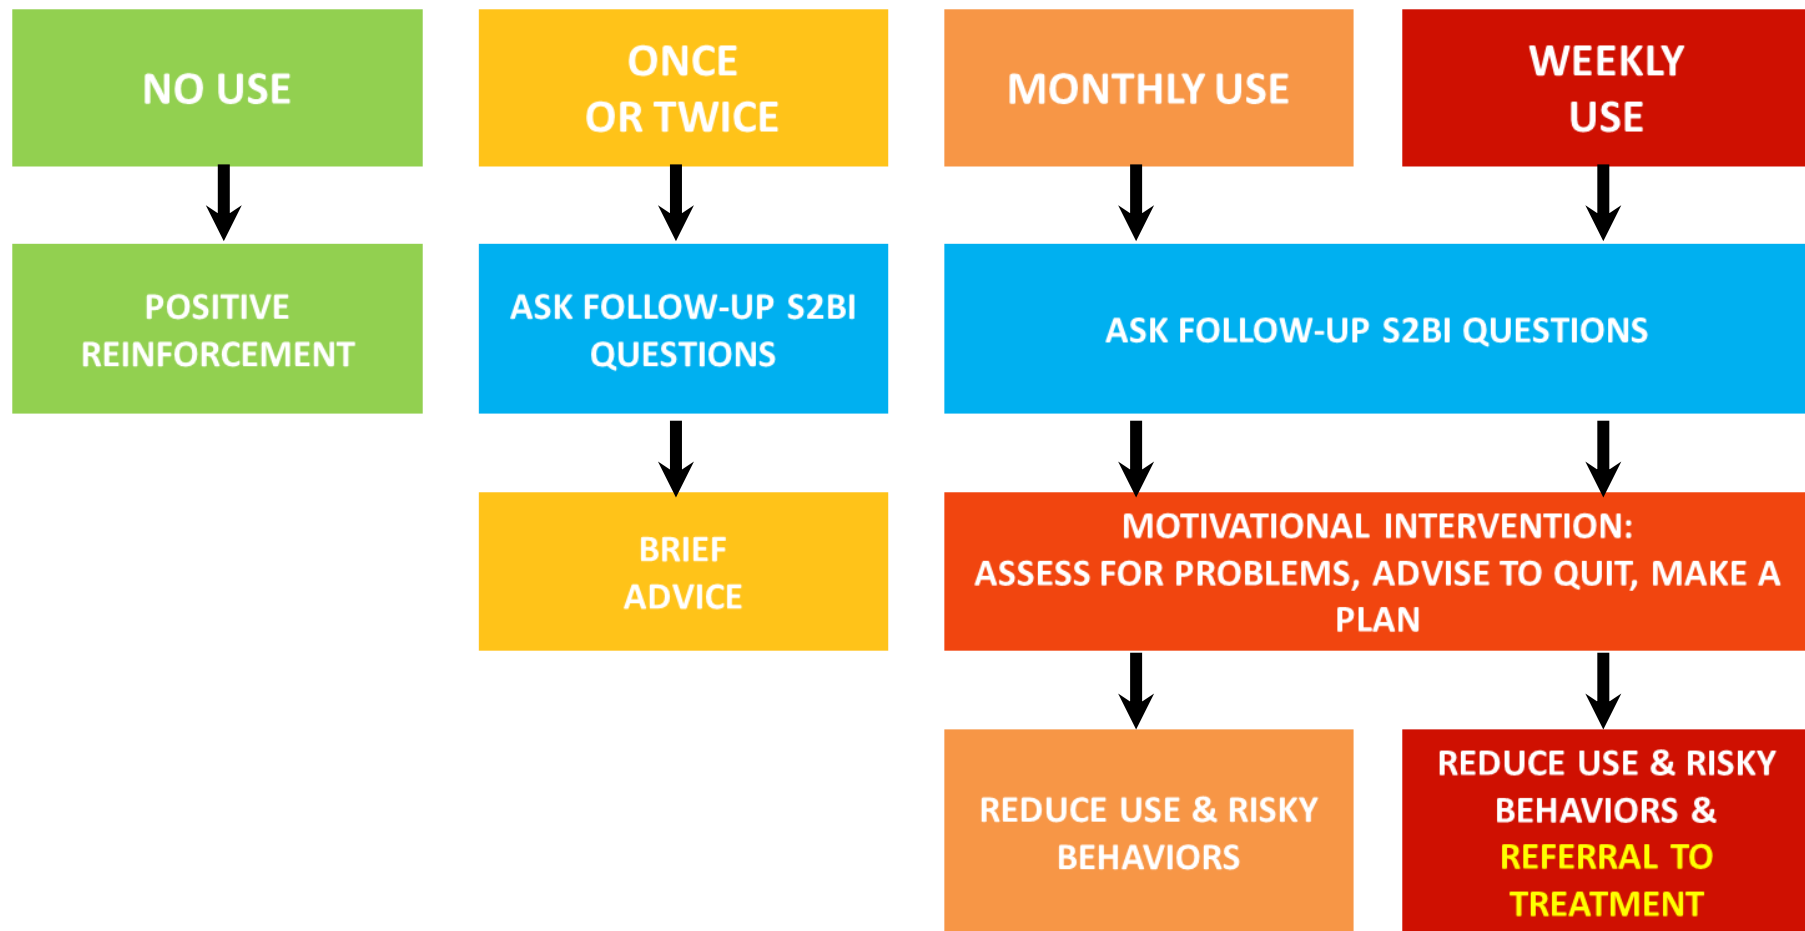 NO USE
ONCE
OR TWICE
MONTHLY USE
WEEKLY
USE
POSITIVE
REINFORCEMENT
ASK FOLLOW-UP S2BI
QUESTIONS
ASK FOLLOW-UP S2BI QUESTIONS
BRIEF
ADVICE
MOTIVATIONAL INTERVENTION:
ASSESS FOR PROBLEMS, ADVISE TO QUIT, MAKE A
PLAN
REDUCE USE & RISKY
BEHAVIORS
REDUCE USE & RISKY
BEHAVIORS &
REFERRAL TO
TREATMENT